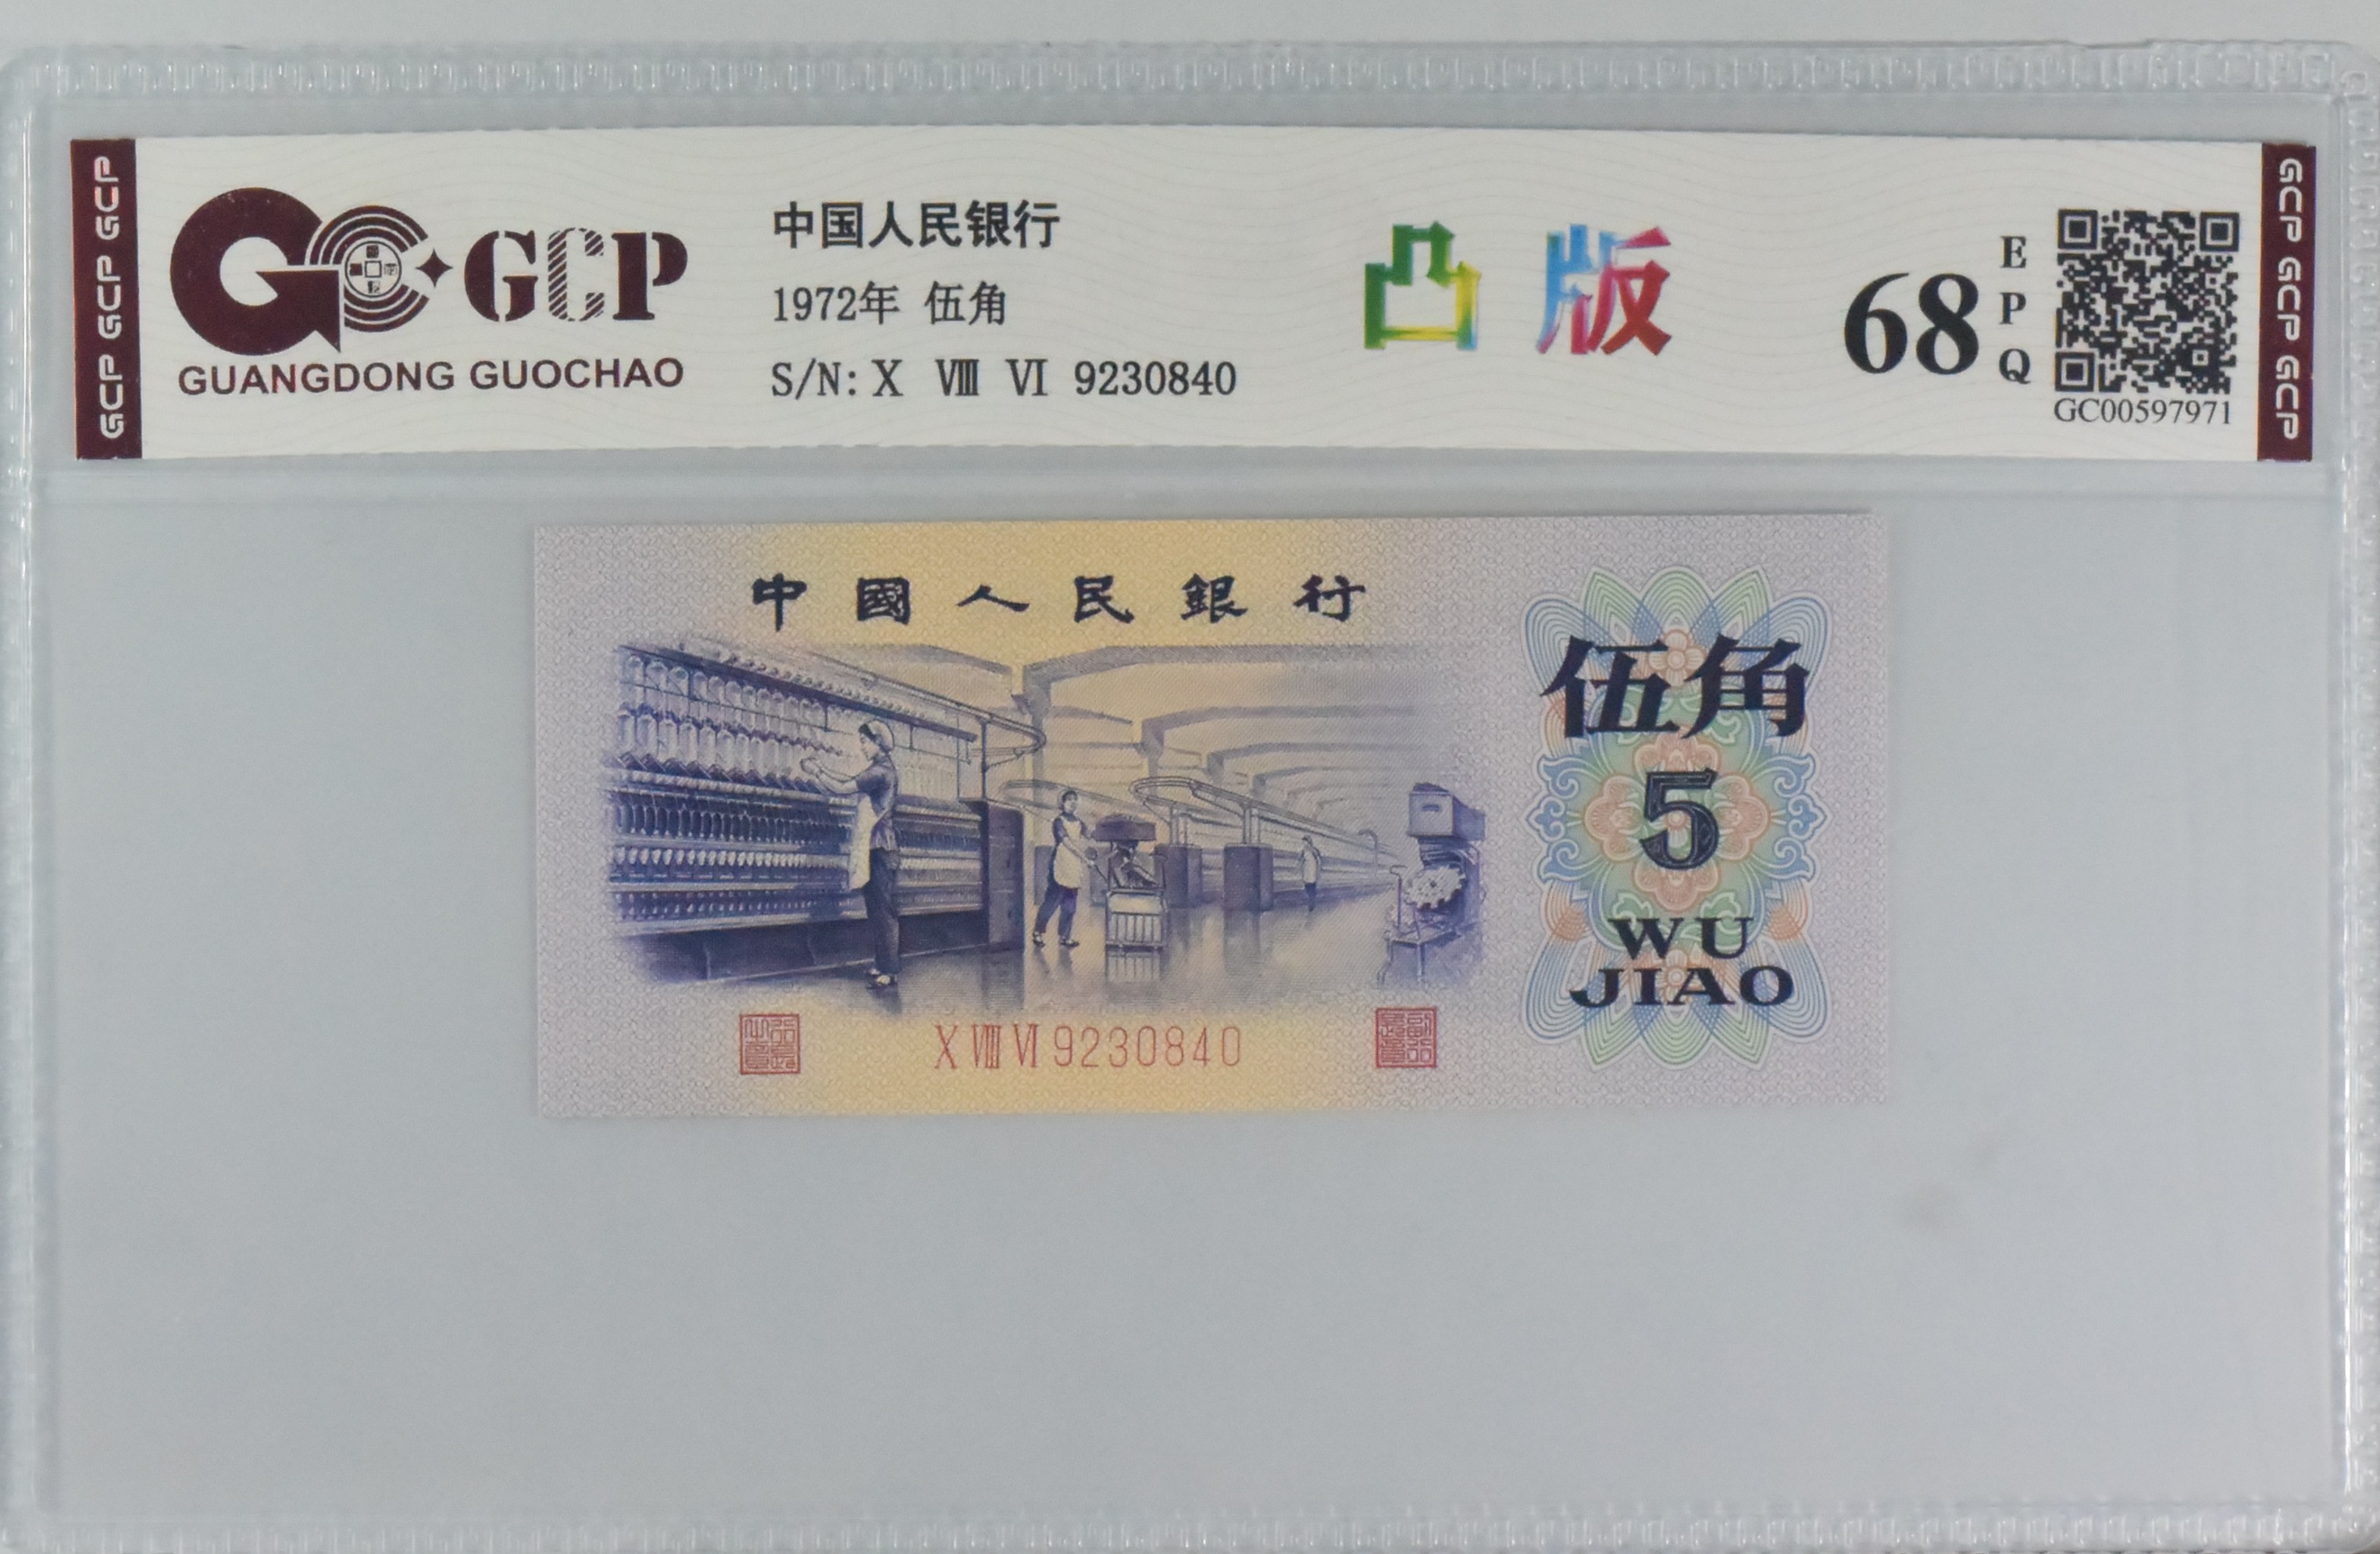 GCP GCP GCP
GCP
GUANGDONG GUOCHAO
中国人民银行
1972年 伍角
S/N: X Ⅷ Ⅵ 9230840
凸版
68
EPQ
GC00597971
GCP GCP GCP
中國人民銀行
伍角
5
WU
JIAO
X Ⅷ Ⅵ 9230840